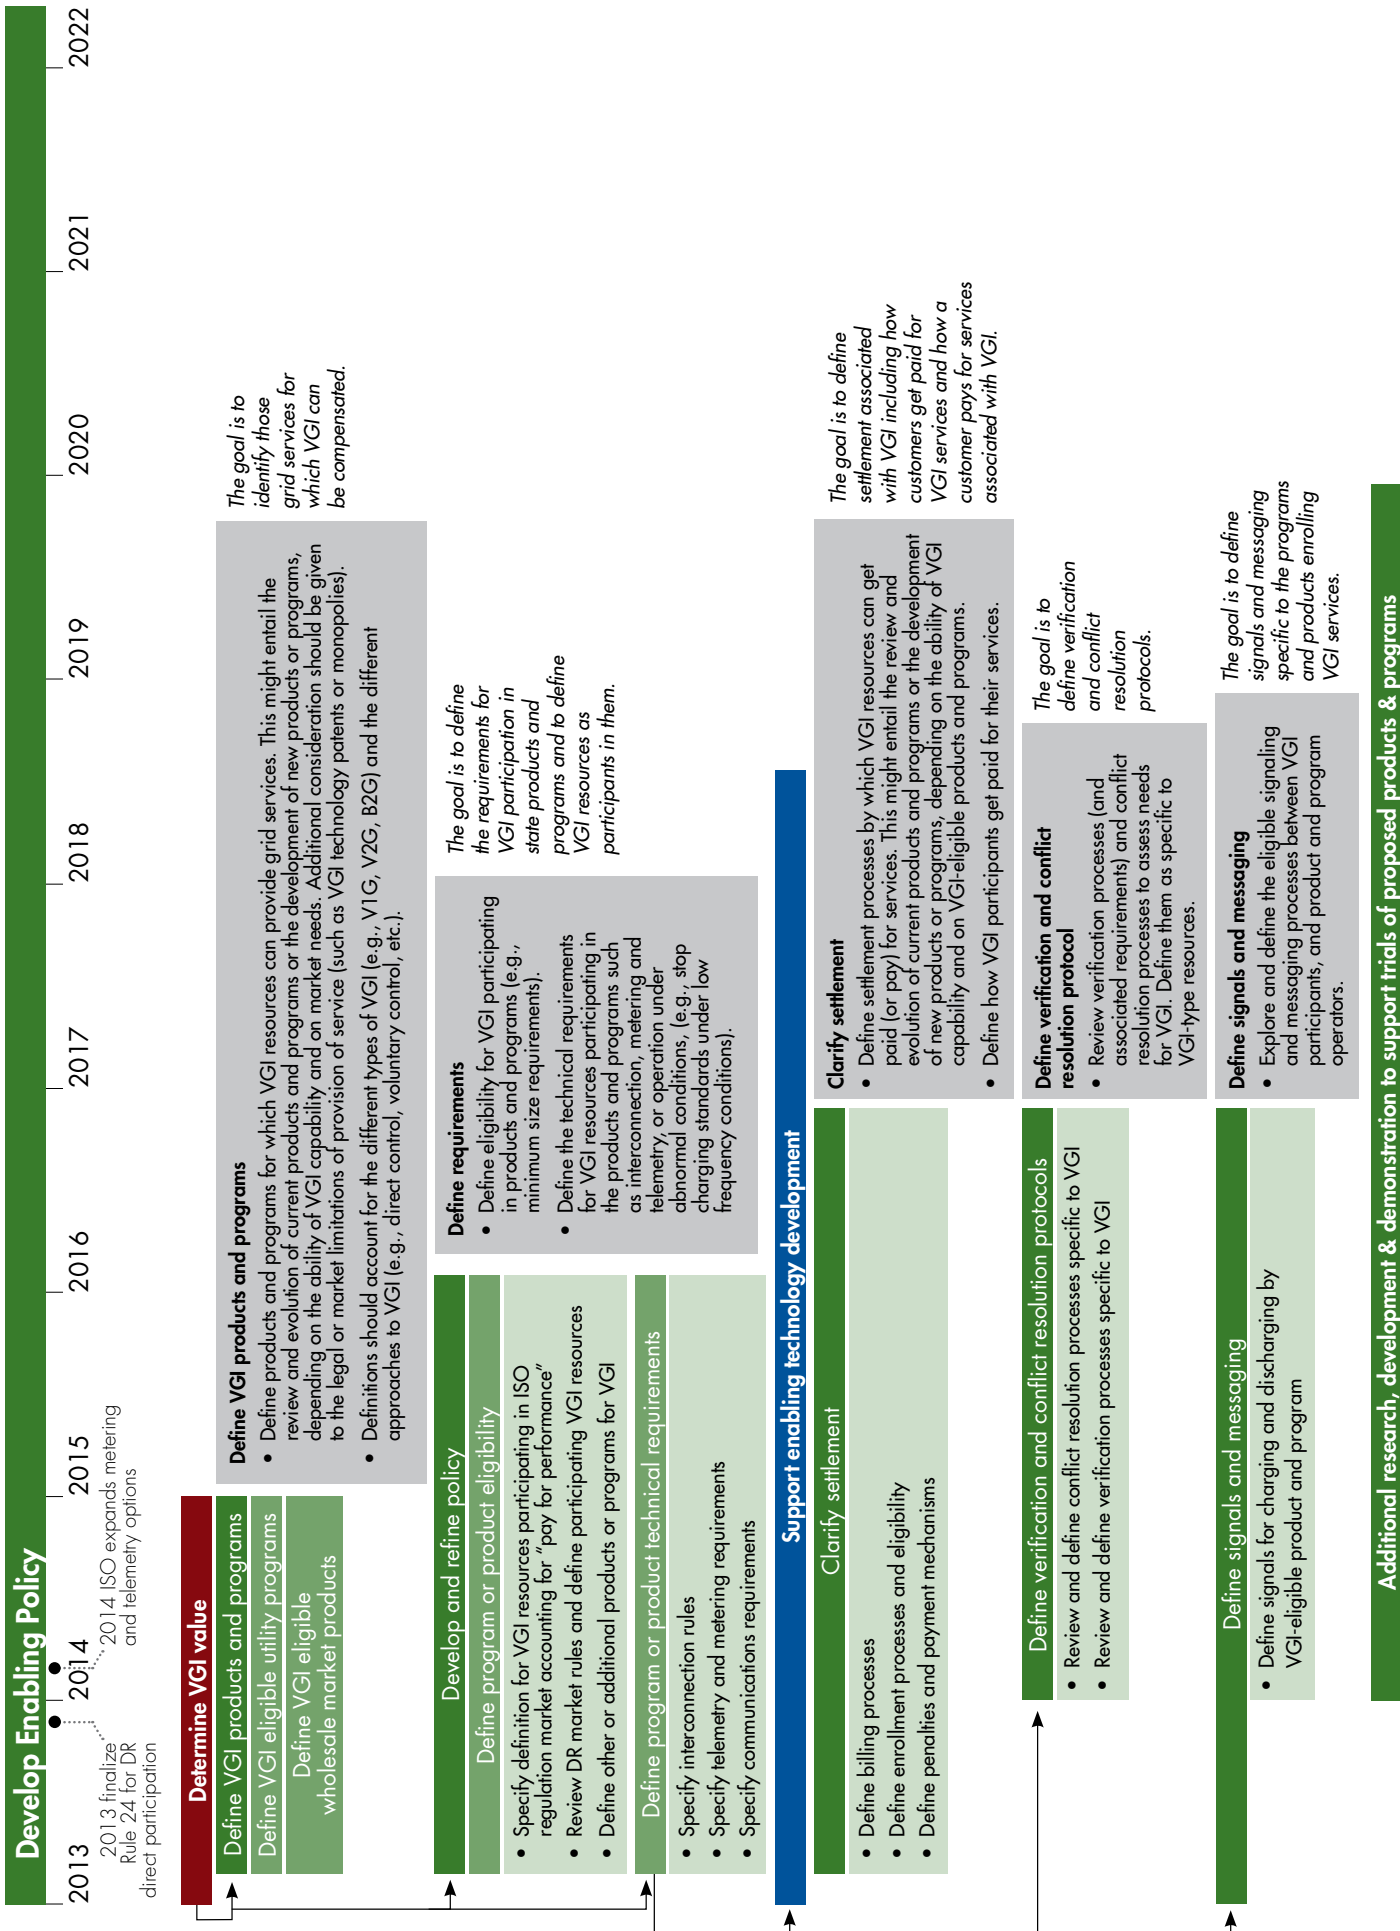 Develop Enabling Policy
2013
2014
2015
2016
2017
2018
2019
2020
2021
2022
2013 finalize
Rule 24 for DR
direct participation
2014 ISO expands metering
and telemetry options
Determine VGI value
Define VGI products and programs
Define VGI eligible utility programs
Define VGI eligible
wholesale market products
Define VGI products and programs
• Define products and programs for which VGI resources can provide grid services. This might entail the
review and evolution of current products and programs or the development of new products or programs,
depending on the ability of VGI capability and on market needs. Additional consideration should be given
to the legal or market limitations of provision of service (such as VGI technology patents or monopolies).
• Definitions should account for the different types of VGI (e.g., V1G, V2G, B2G) and the different
approaches to VGI (e.g., direct control, voluntary control, etc.).
The goal is to
identify those
grid services for
which VGI can
be compensated.
Develop and refine policy
Define program or product eligibility
• Specify definition for VGI resources participating in ISO
regulation market accounting for “pay for performance”
• Review DR market rules and define participating VGI resources
• Define other or additional products or programs for VGI
Define program or product technical requirements
• Specify interconnection rules
• Specify telemetry and metering requirements
• Specify communications requirements
Define requirements
• Define eligibility for VGI participating
in products and programs (e.g.,
minimum size requirements).
• Define the technical requirements
for VGI resources participating in
the products and programs such
as interconnection, metering and
telemetry, or operation under
abnormal conditions, (e.g., stop
charging standards under low
frequency conditions).
The goal is to define
the requirements for
VGI participation in
state products and
programs and to define
VGI resources as
participants in them.
Support enabling technology development
Clarify settlement
• Define billing processes
• Define enrollment processes and eligibility
• Define penalties and payment mechanisms
Clarify settlement
• Define settlement processes by which VGI resources can get
paid (or pay) for services. This might entail the review and
evolution of current products and programs or the development
of new products or programs, depending on the ability of VGI
capability and on VGI-eligible products and programs.
• Define how VGI participants get paid for their services.
The goal is to define
settlement associated
with VGI including how
customers get paid for
VGI services and how a
customer pays for services
associated with VGI.
Define verification and conflict resolution protocols
• Review and define conflict resolution processes specific to VGI
• Review and define verification processes specific to VGI
Define verification and conflict
resolution protocol
• Review verification processes (and
associated requirements) and conflict
resolution processes to assess needs
for VGI. Define them as specific to
VGI-type resources.
The goal is to
define verification
and conflict
resolution
protocols.
Define signals and messaging
• Define signals for charging and discharging by
VGI-eligible product and program
Define signals and messaging
• Explore and define the eligible signaling
and messaging processes between VGI
participants, and product and program
operators.
The goal is to define
signals and messaging
specific to the programs
and products enrolling
VGI services.
Additional research, development & demonstration to support trials of proposed products & programs